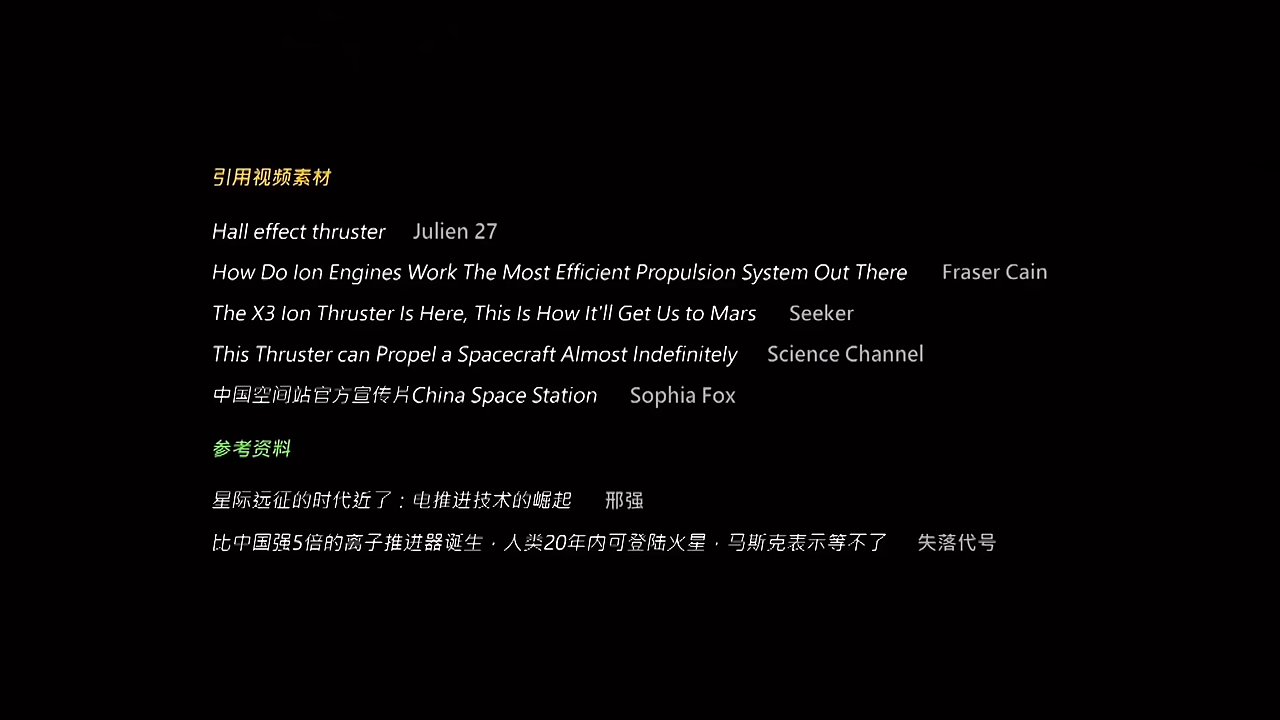 引用视频素材
Hall effect thruster Julien 27
How Do Ion Engines Work The Most Efficient Propulsion System Out There Fraser Cain
The X3 Ion Thruster Is Here, This Is How It'll Get Us to Mars Seeker
This Thruster can Propel a Spacecraft Almost Indefinitely Science Channel
中国空间站官方宣传片China Space Station Sophia Fox
参考资料
星际远征的时代近了：电推进技术的崛起 邢强
比中国强5倍的离子推进器诞生，人类20年内可登陆火星，马斯克表示等不了 失落代号